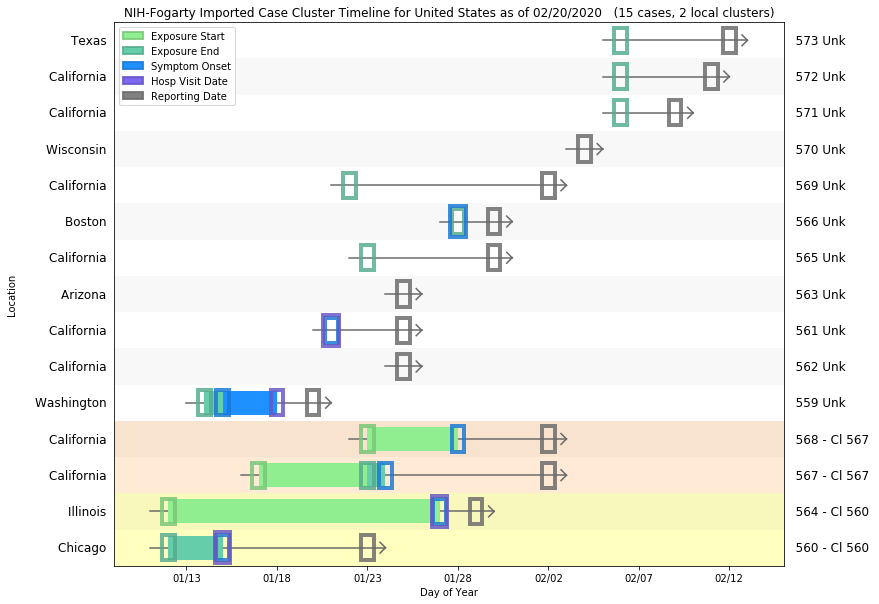 NIH-Fogarty Imported Case Cluster Timeline for United States as of 02/20/2020 (15 cases, 2 local clusters)
Exposure Start
Exposure End
Symptom Onset
Hosp Visit Date
Reporting Date
Texas 573 Unk
California 572 Unk
California 571 Unk
Wisconsin 570 Unk
California 569 Unk
Boston 566 Unk
California 565 Unk
Arizona 563 Unk
California 561 Unk
California 562 Unk
Washington 559 Unk
California 568 - Cl 567
California 567 - Cl 567
Illinois 564 - Cl 560
Chicago 560 - Cl 560
Location
01/13 01/18 01/23 01/28 02/02 02/07 02/12
Day of Year